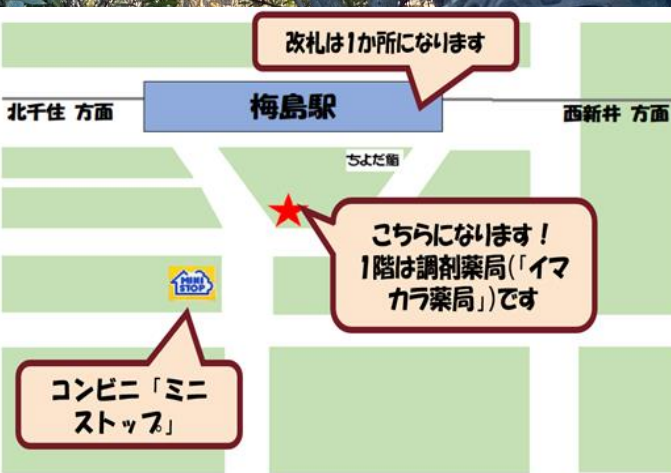 改札は1か所になります
北千住 方面
梅島駅
西新井 方面
ちよだ鮨
こちらになります！
1階は調剤薬局(「イマ
カラ薬局」)です
MINI
STOP
コンビニ「ミニ
ストップ」